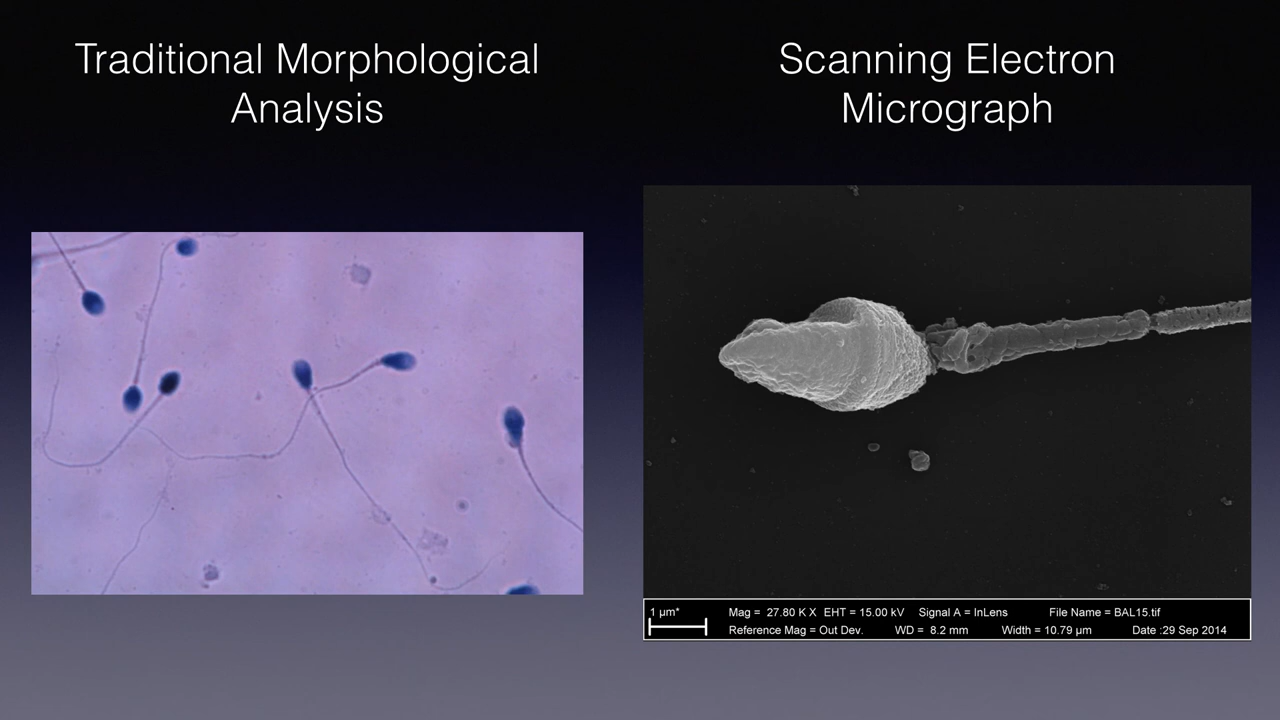 Traditional Morphological
Analysis
Scanning Electron
Micrograph
1 µm*
Mag = 27.80 K X EHT = 15.00 kV Signal A = InLens File Name = BAL15.tif
Reference Mag = Out Dev. WD = 8.2 mm Width = 10.79 µm Date :29 Sep 2014